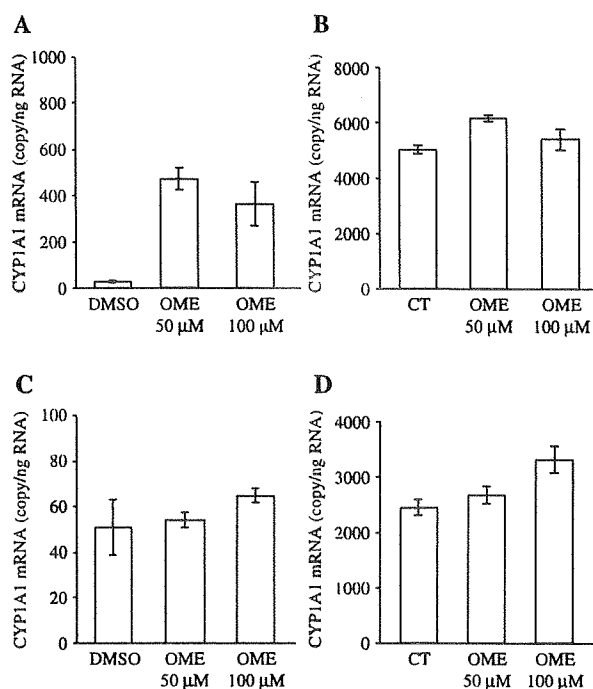 A
CYP1A1 mRNA (copy/ng RNA)
1000
800
600
400
200
0
DMSO OME OME
50 μM 100 μM
B
CYP1A1 mRNA (copy/ng RNA)
8000
6000
4000
2000
0
CT OME OME
50 μM 100 μM
C
CYP1A1 mRNA (copy/ng RNA)
100
80
60
40
20
0
DMSO OME OME
50 μM 100 μM
D
CYP1A1 mRNA (copy/ng RNA)
4000
3000
2000
1000
0
CT OME OME
50 μM 100 μM